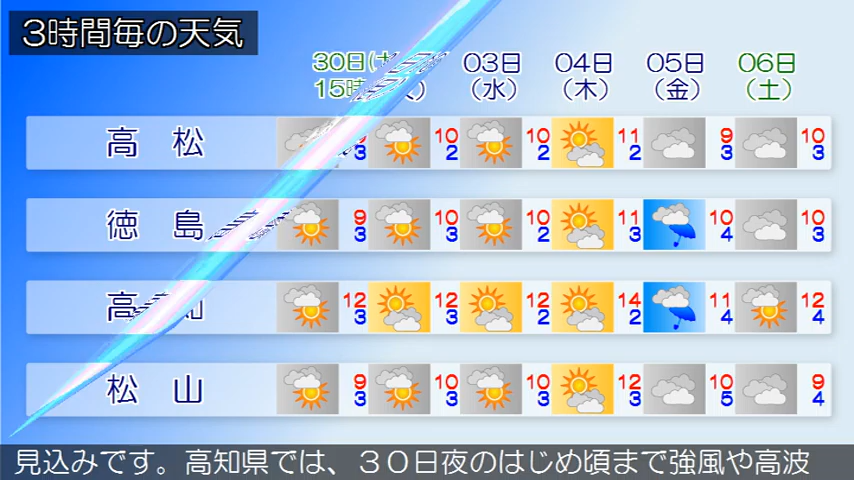 3時間毎の天気
30日 03日 04日 05日 06日
15時 (水) (木) (金) (土)
高松 10 10 11 9 10
3 2 2 2 3 3
徳島 9 10 10 11 10 10
3 3 3 3 4 3
高知 12 12 12 14 11 12
3 3 2 2 4 4
松山 9 10 10 12 10 9
3 3 3 3 5 4
見込みです。高知県では、30日夜のはじめ頃まで強風や高波